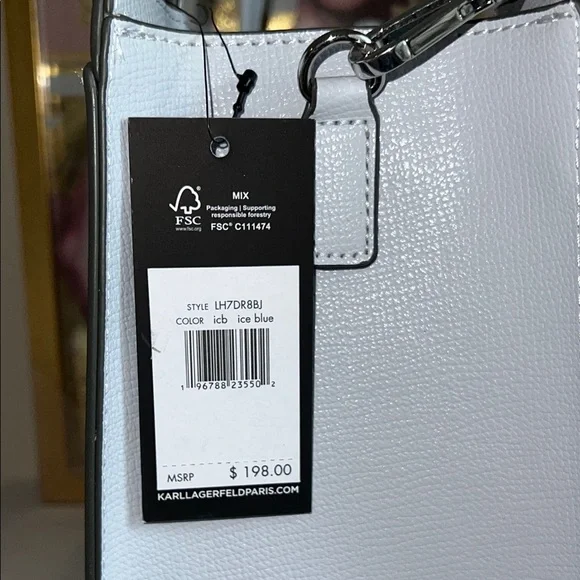 MIX
Packaging | Supporting
responsible forestry
FSC® C111474
FSC
www.fsc.org
STYLE LH7DR8BJ
COLOR icb ice blue
1 96788 23550 2
MSRP $ 198.00
KARLLAGERFELDPARIS.COM